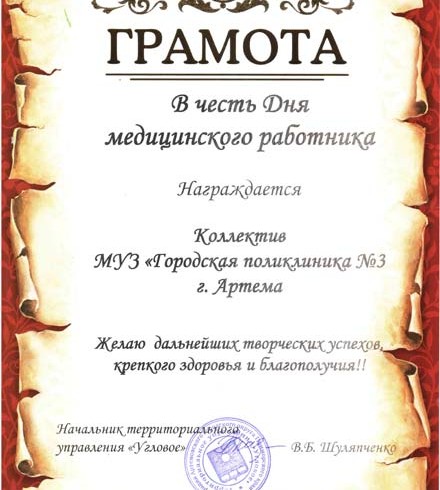 ГРАМОТА
В честь Дня
медицинского работника
Награждается
Коллектив
МУЗ «Городская поликлиника №3
г. Артема
Желаю дальнейших творческих успехов,
крепкого здоровья и благополучия!!
Начальник территориального
управления «Угловое»
В.Б. Шуляпченко